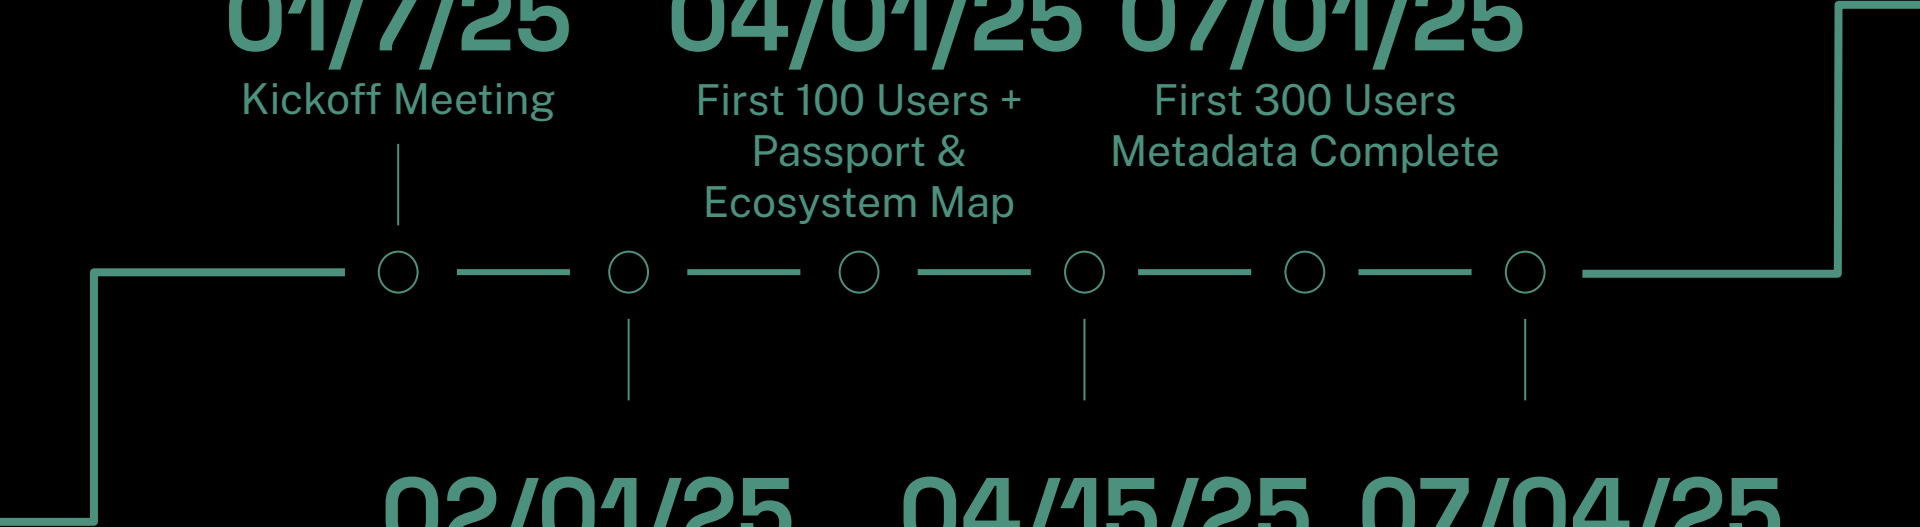 01/7/25 04/01/25 07/01/25
Kickoff Meeting
First 100 Users +
Passport &
Ecosystem Map
First 300 Users
Metadata Complete
02/01/25 04/15/25 07/04/25